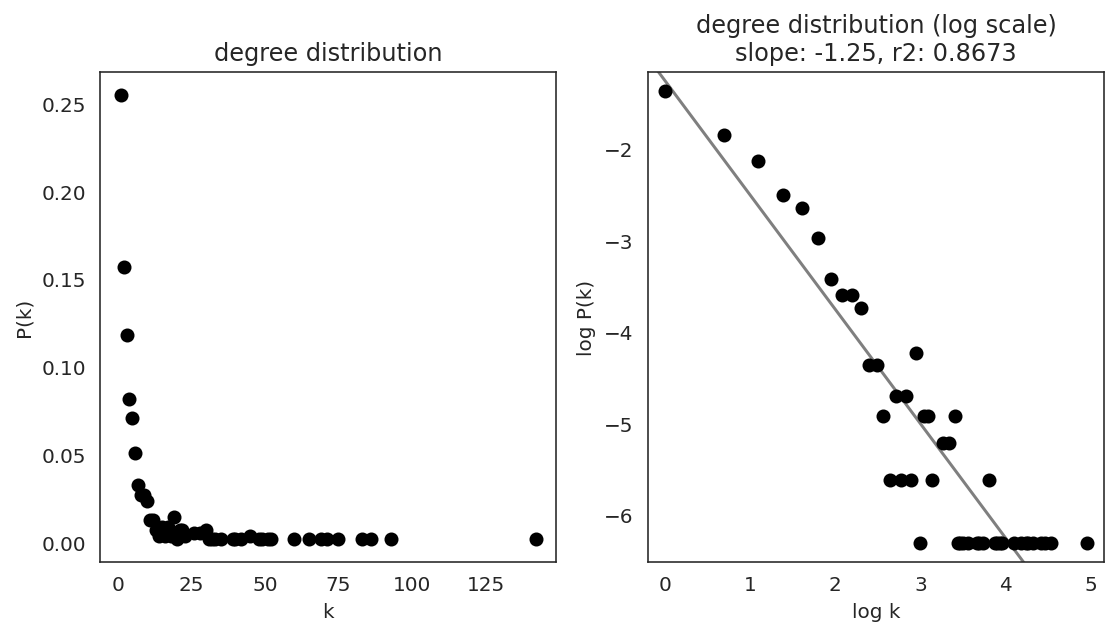 degree distribution
0.25
0.20
0.15
0.10
0.05
0.00
P(k)
0 25 50 75 100 125
k
degree distribution (log scale)
slope: -1.25, r2: 0.8673
−2
−3
−4
−5
−6
log P(k)
0 1 2 3 4 5
log k